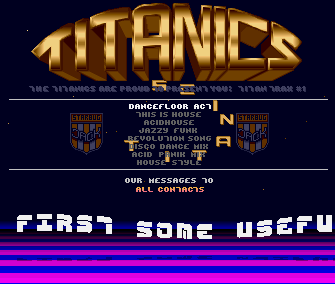 TITANICS
THE TITANICS ARE PROUD TO PRESENT YOU: TITAN TRAX #1
DANCEFLOOR ACT
THIS IS HOUSE
ACIDHOUSE
JAZZY FUNK
REVOLUTION SONG
DISCO DANCE MIX
ACID PUNK MIX
HOUSE STYLE
OUR MESSAGES TO
ALL CONTACTS
FIRST SOME USEFU